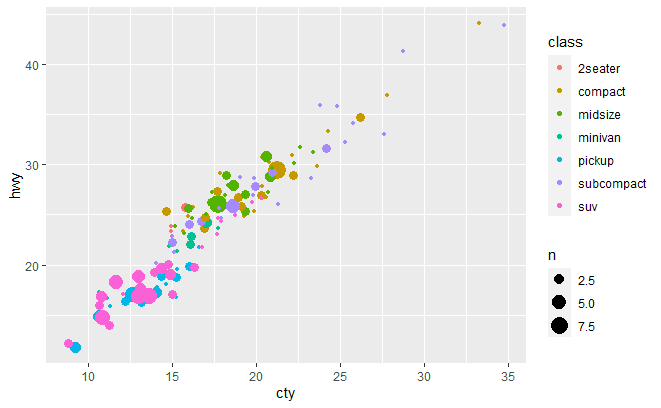 class
2seater
compact
midsize
minivan
pickup
subcompact
suv
n
2.5
5.0
7.5
hwy
40
30
20
10 15 20 25 30 35
cty